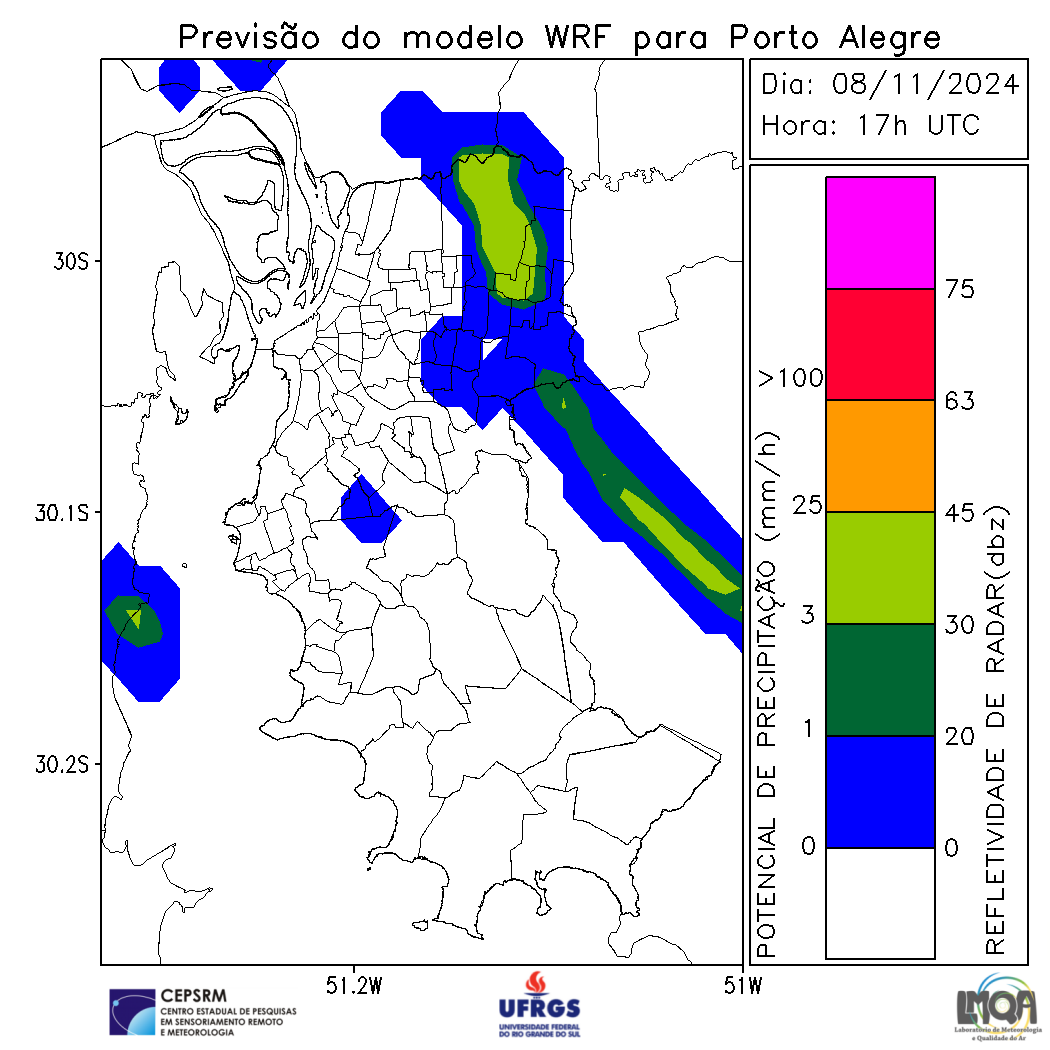 Previsão do modelo WRF para Porto Alegre
Dia: 08/11/2024
Hora: 17h UTC
30S
30.1S
30.2S
51.2W
51W
POTENCIAL DE PRECIPITAÇÃO (mm/h)
>100
25
3
1
0
75
63
45
30
20
0
REFLETIVIDADE DE RADAR(dbz)
CEPSRM
CENTRO ESTADUAL DE PESQUISAS
EM SENSORIAMENTO REMOTO
E METEOROLOGIA
UFRGS
UNIVERSIDADE FEDERAL
DO RIO GRANDE DO SUL
LMQA
Laboratório de Meteorologia
e Qualidade do Ar